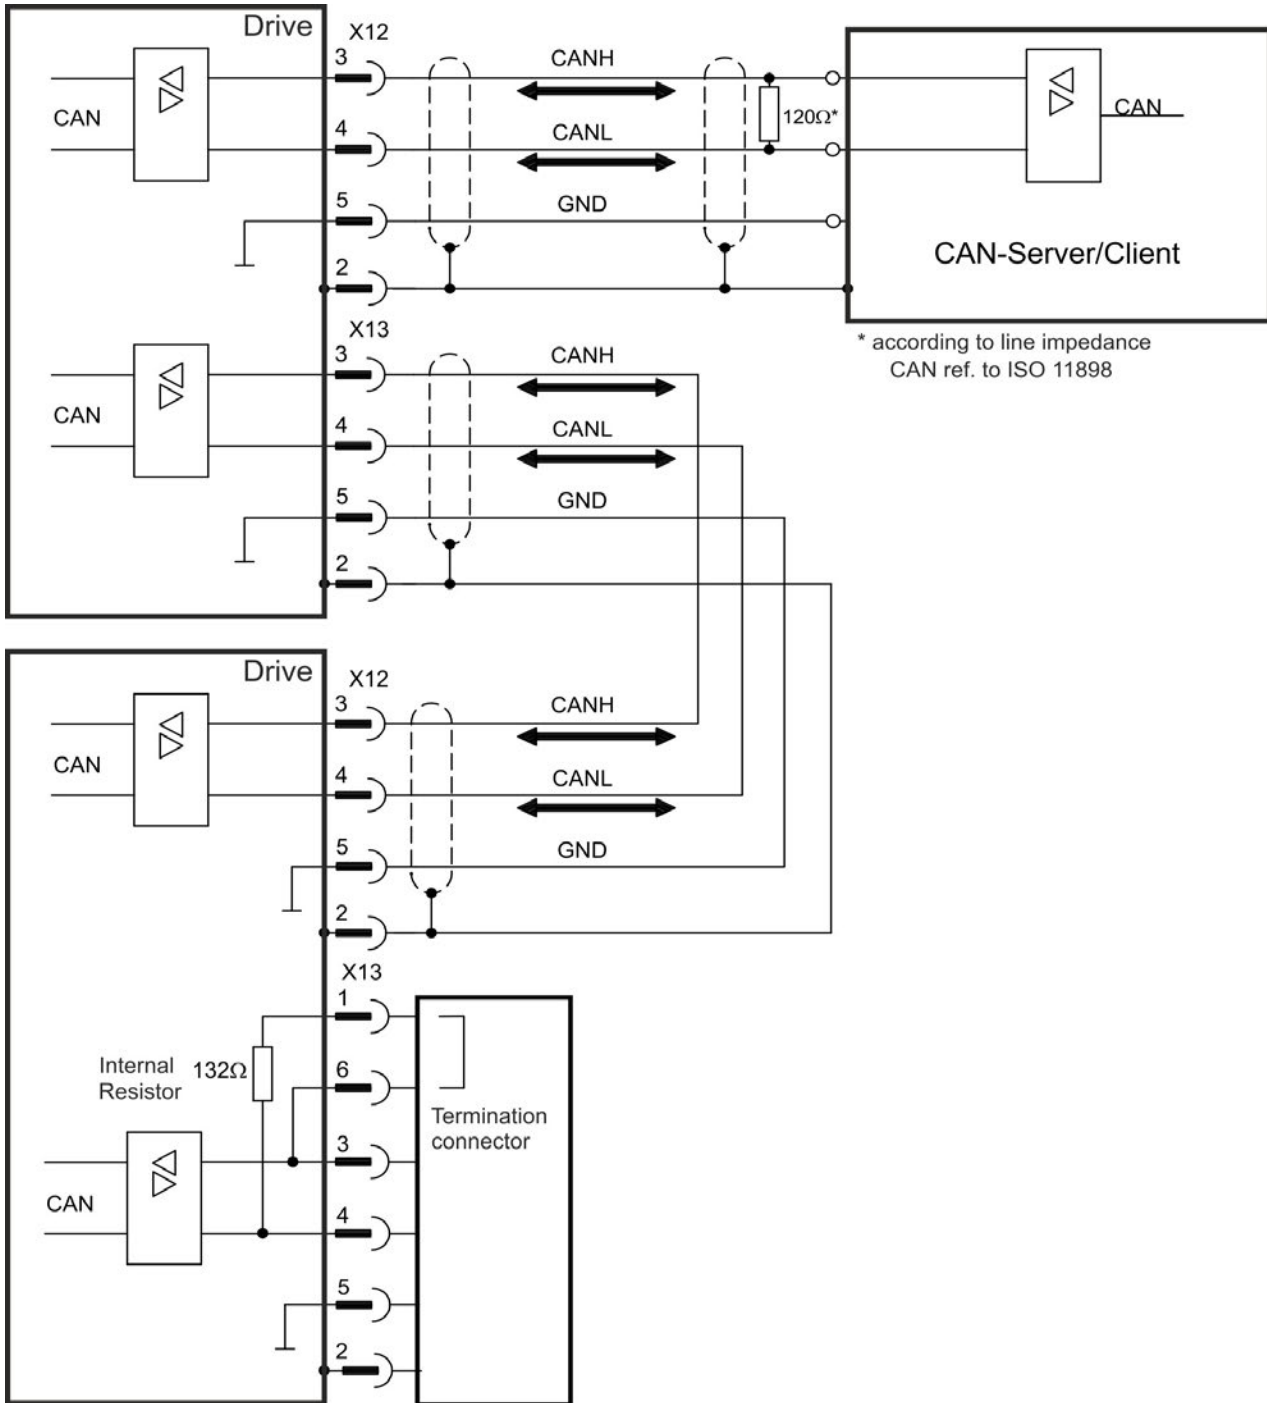 Drive
X12
3
CANH
CAN
120Ω*
CAN
4
CANL
5
GND
CAN-Server/Client
2
X13
* according to line impedance
CAN ref. to ISO 11898
3
CANH
CAN
4
CANL
5
GND
2
Drive
X12
3
CANH
CAN
4
CANL
5
GND
2
X13
1
Internal
Resistor
132Ω
6
Termination
connector
3
CAN
4
5
2